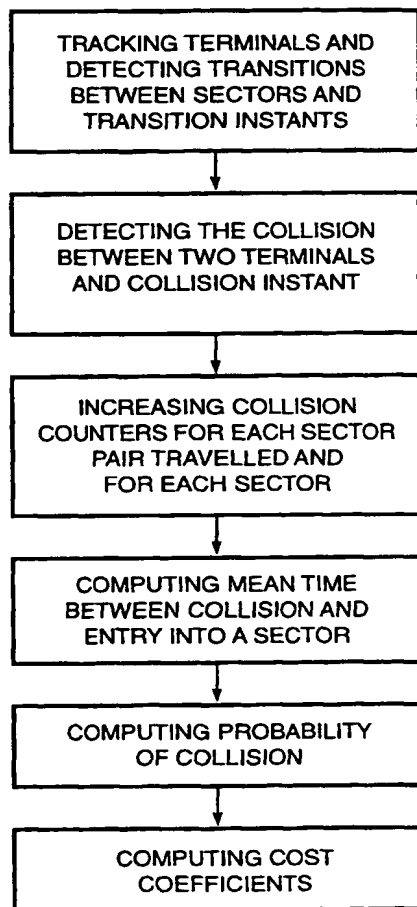 TRACKING TERMINALS AND
DETECTING TRANSITIONS
BETWEEN SECTORS AND
TRANSITION INSTANTS
DETECTING THE COLLISION
BETWEEN TWO TERMINALS
AND COLLISION INSTANT
INCREASING COLLISION
COUNTERS FOR EACH SECTOR
PAIR TRAVELLED AND
FOR EACH SECTOR
COMPUTING MEAN TIME
BETWEEN COLLISION AND
ENTRY INTO A SECTOR
COMPUTING PROBABILITY
OF COLLISION
COMPUTING COST
COEFFICIENTS